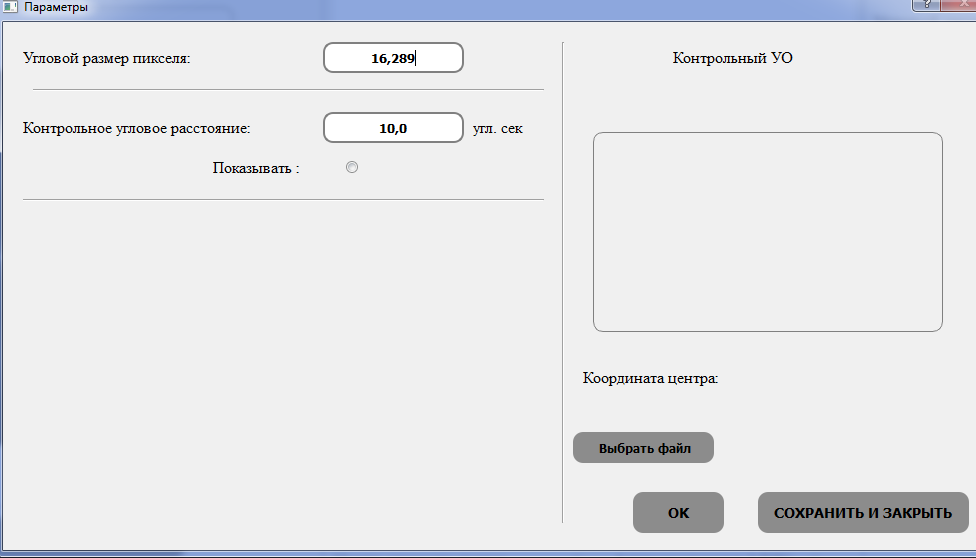 Параметры
?
Угловой размер пикселя:
16,289
Контрольное угловое расстояние:
10,0
угл. сек
Показывать :
Контрольный УО
Координата центра:
Выбрать файл
OK
СОХРАНИТЬ И ЗАКРЫТЬ